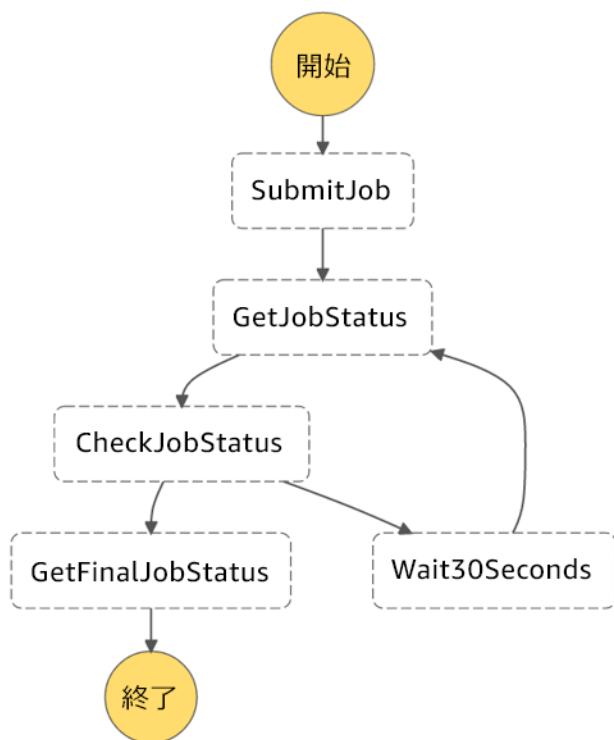 開始
SubmitJob
GetJobStatus
CheckJobStatus
GetFinalJobStatus
Wait30Seconds
終了